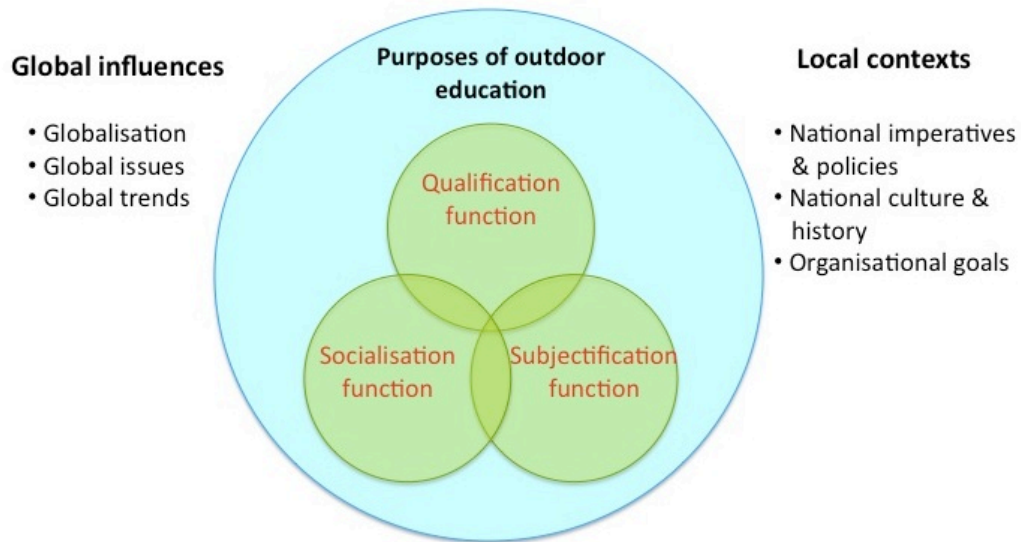 Global influences
• Globalisation
• Global issues
• Global trends
Purposes of outdoor
education
Qualification
function
Socialisation
function
Subjectification
function
Local contexts
• National imperatives
& policies
• National culture &
history
• Organisational goals